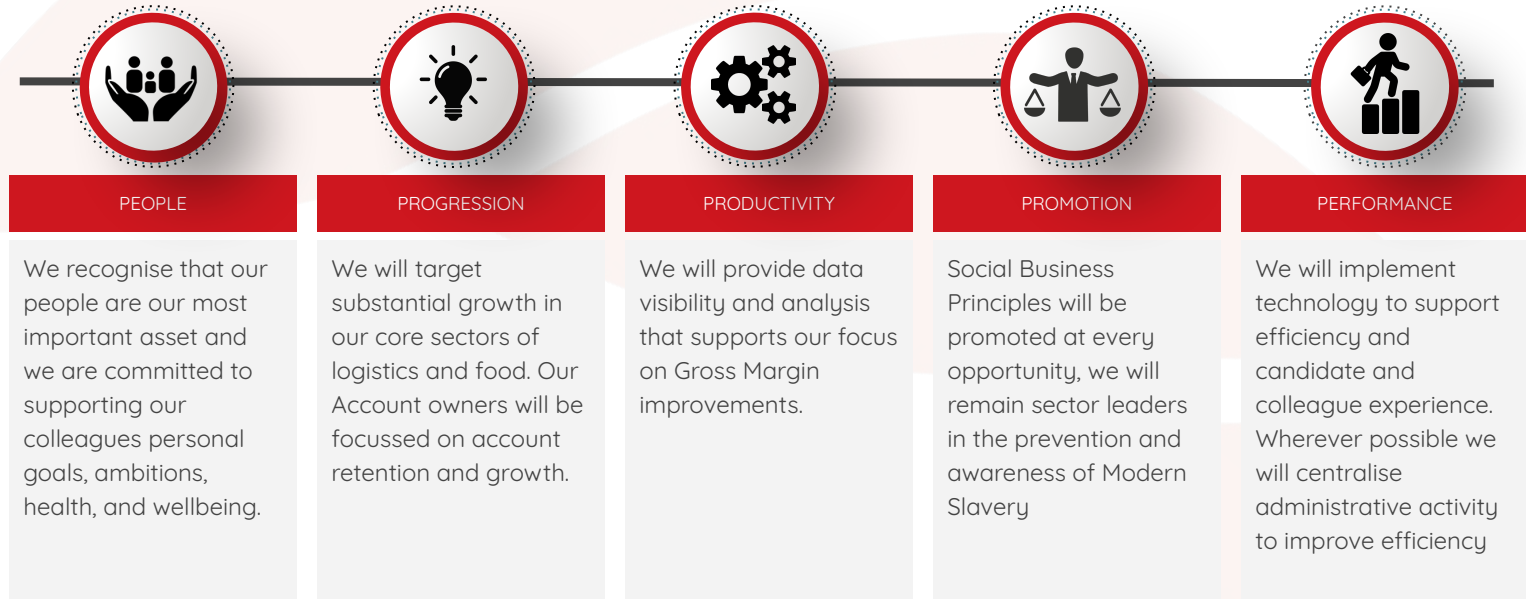 PEOPLE
We recognise that our
people are our most
important asset and
we are committed to
supporting our
colleagues personal
goals, ambitions,
health, and wellbeing.
PROGRESSION
We will target
substantial growth in
our core sectors of
logistics and food. Our
Account owners will be
focussed on account
retention and growth.
PRODUCTIVITY
We will provide data
visibility and analysis
that supports our focus
on Gross Margin
improvements.
PROMOTION
Social Business
Principles will be
promoted at every
opportunity, we will
remain sector leaders
in the prevention and
awareness of Modern
Slavery
PERFORMANCE
We will implement
technology to support
efficiency and
candidate and
colleague experience.
Wherever possible we
will centralise
administrative activity
to improve efficiency